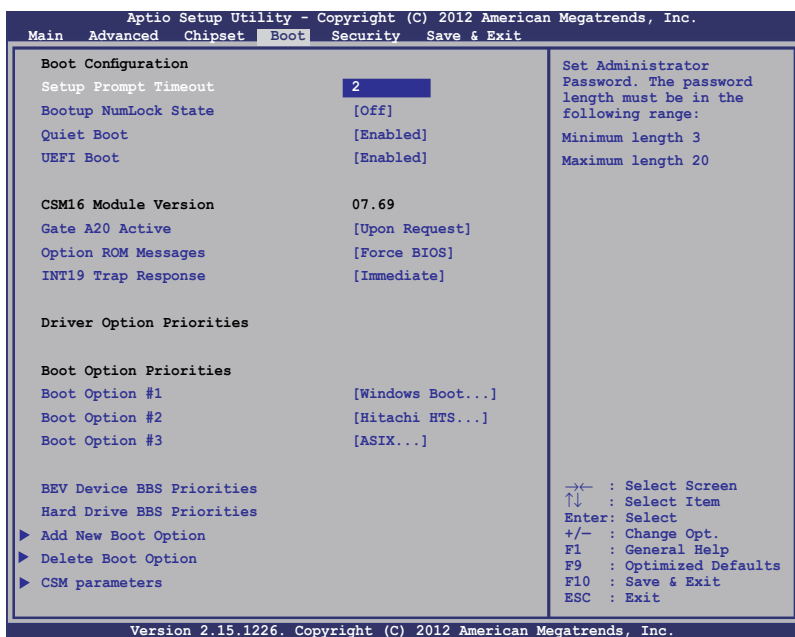 Aptio Setup Utility - Copyright (C) 2012 American Megatrends, Inc.
Main Advanced Chipset Boot Security Save & Exit
Boot Configuration
Setup Prompt Timeout 2
Bootup NumLock State [Off]
Quiet Boot [Enabled]
UEFI Boot [Enabled]
CSM16 Module Version 07.69
Gate A20 Active [Upon Request]
Option ROM Messages [Force BIOS]
INT19 Trap Response [Immediate]
Driver Option Priorities
Boot Option Priorities
Boot Option #1 [Windows Boot...]
Boot Option #2 [Hitachi HTS...]
Boot Option #3 [ASIX...]
BEV Device BBS Priorities
Hard Drive BBS Priorities
Add New Boot Option
Delete Boot Option
CSM parameters
Set Administrator
Password. The password
length must be in the
following range:
Minimum length 3
Maximum length 20
→← : Select Screen
↑↓ : Select Item
Enter: Select
+/— : Change Opt.
F1 : General Help
F9 : Optimized Defaults
F10 : Save & Exit
ESC : Exit
Version 2.15.1226. Copyright (C) 2012 American Megatrends, Inc.